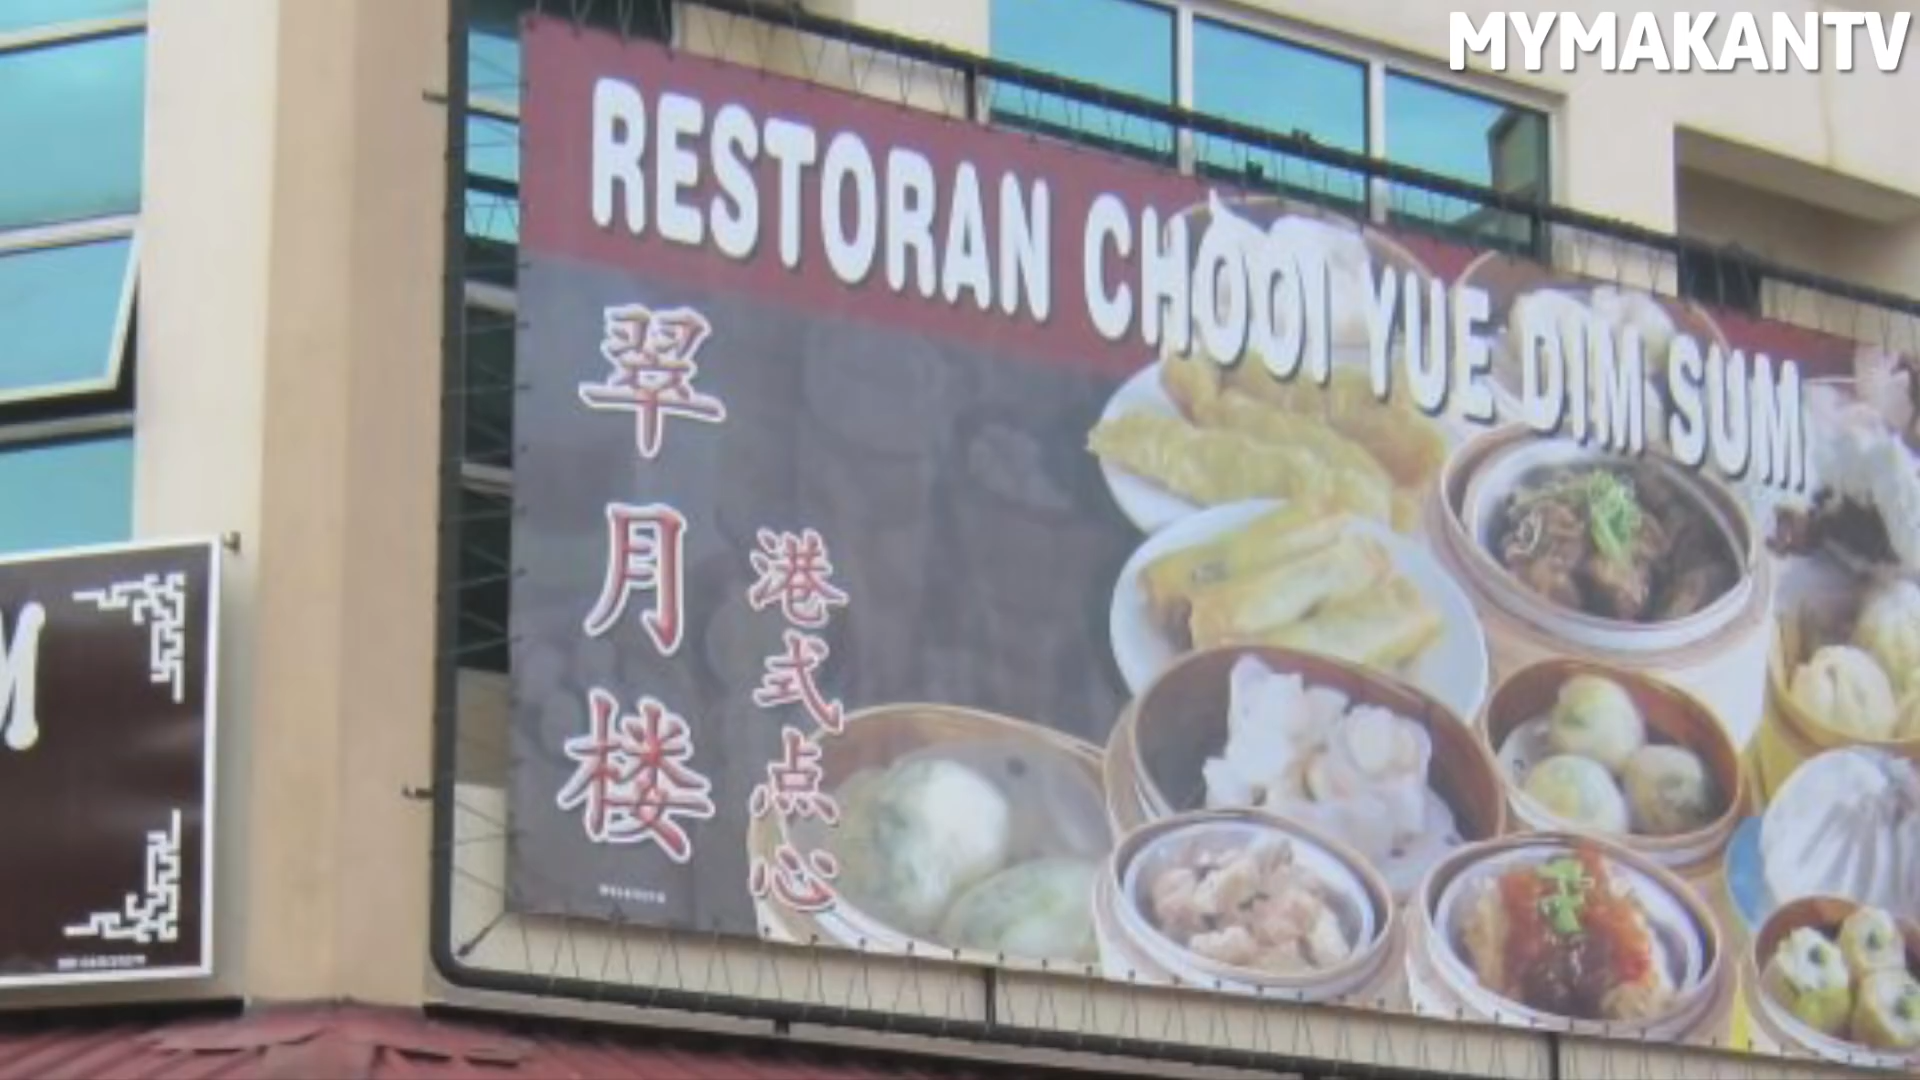 MYMAKANTV
RESTORAN CHOOI YUE DIM SUM
翠月楼
港式点心
M